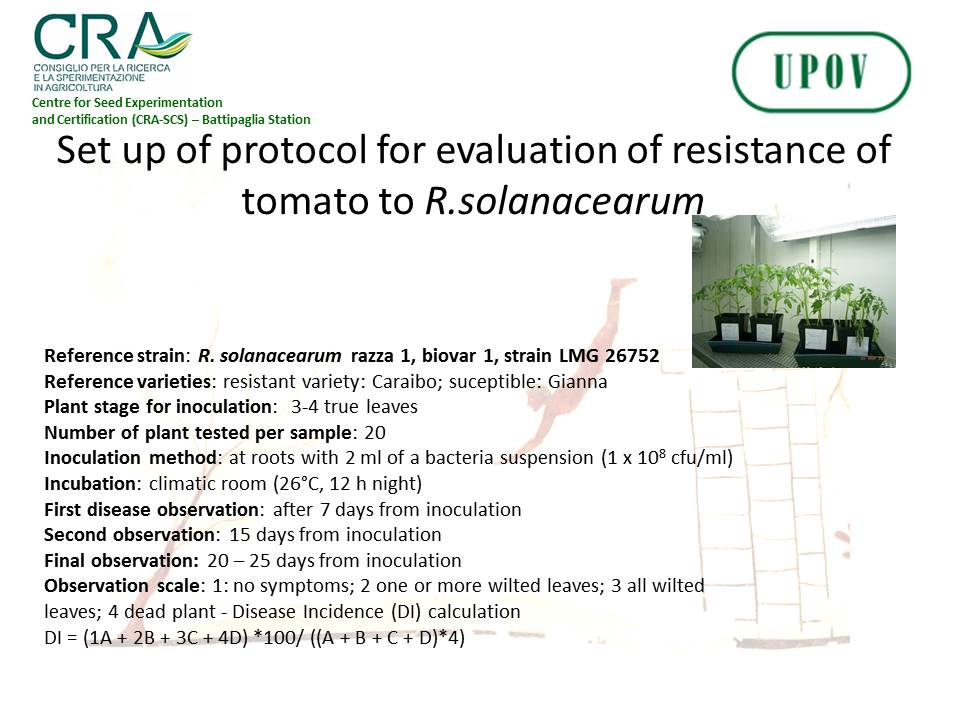 CRA
CONSIGLIO PER LA RICERCA
E LA SPERIMENTAZIONE
IN AGRICOLTURA
Centre for Seed Experimentation
and Certification (CRA-SCS) – Battipaglia Station
UPOV
Set up of protocol for evaluation of resistance of
tomato to R.solanacearum
Reference strain: R. solanacearum razza 1, biovar 1, strain LMG 26752
Reference varieties: resistant variety: Caraibo; suceptible: Gianna
Plant stage for inoculation: 3-4 true leaves
Number of plant tested per sample: 20
Inoculation method: at roots with 2 ml of a bacteria suspension (1 x 10⁸ cfu/ml)
Incubation: climatic room (26°C, 12 h night)
First disease observation: after 7 days from inoculation
Second observation: 15 days from inoculation
Final observation: 20 – 25 days from inoculation
Observation scale: 1: no symptoms; 2 one or more wilted leaves; 3 all wilted
leaves; 4 dead plant - Disease Incidence (DI) calculation
DI = (1A + 2B + 3C + 4D) *100/ ((A + B + C + D)*4)